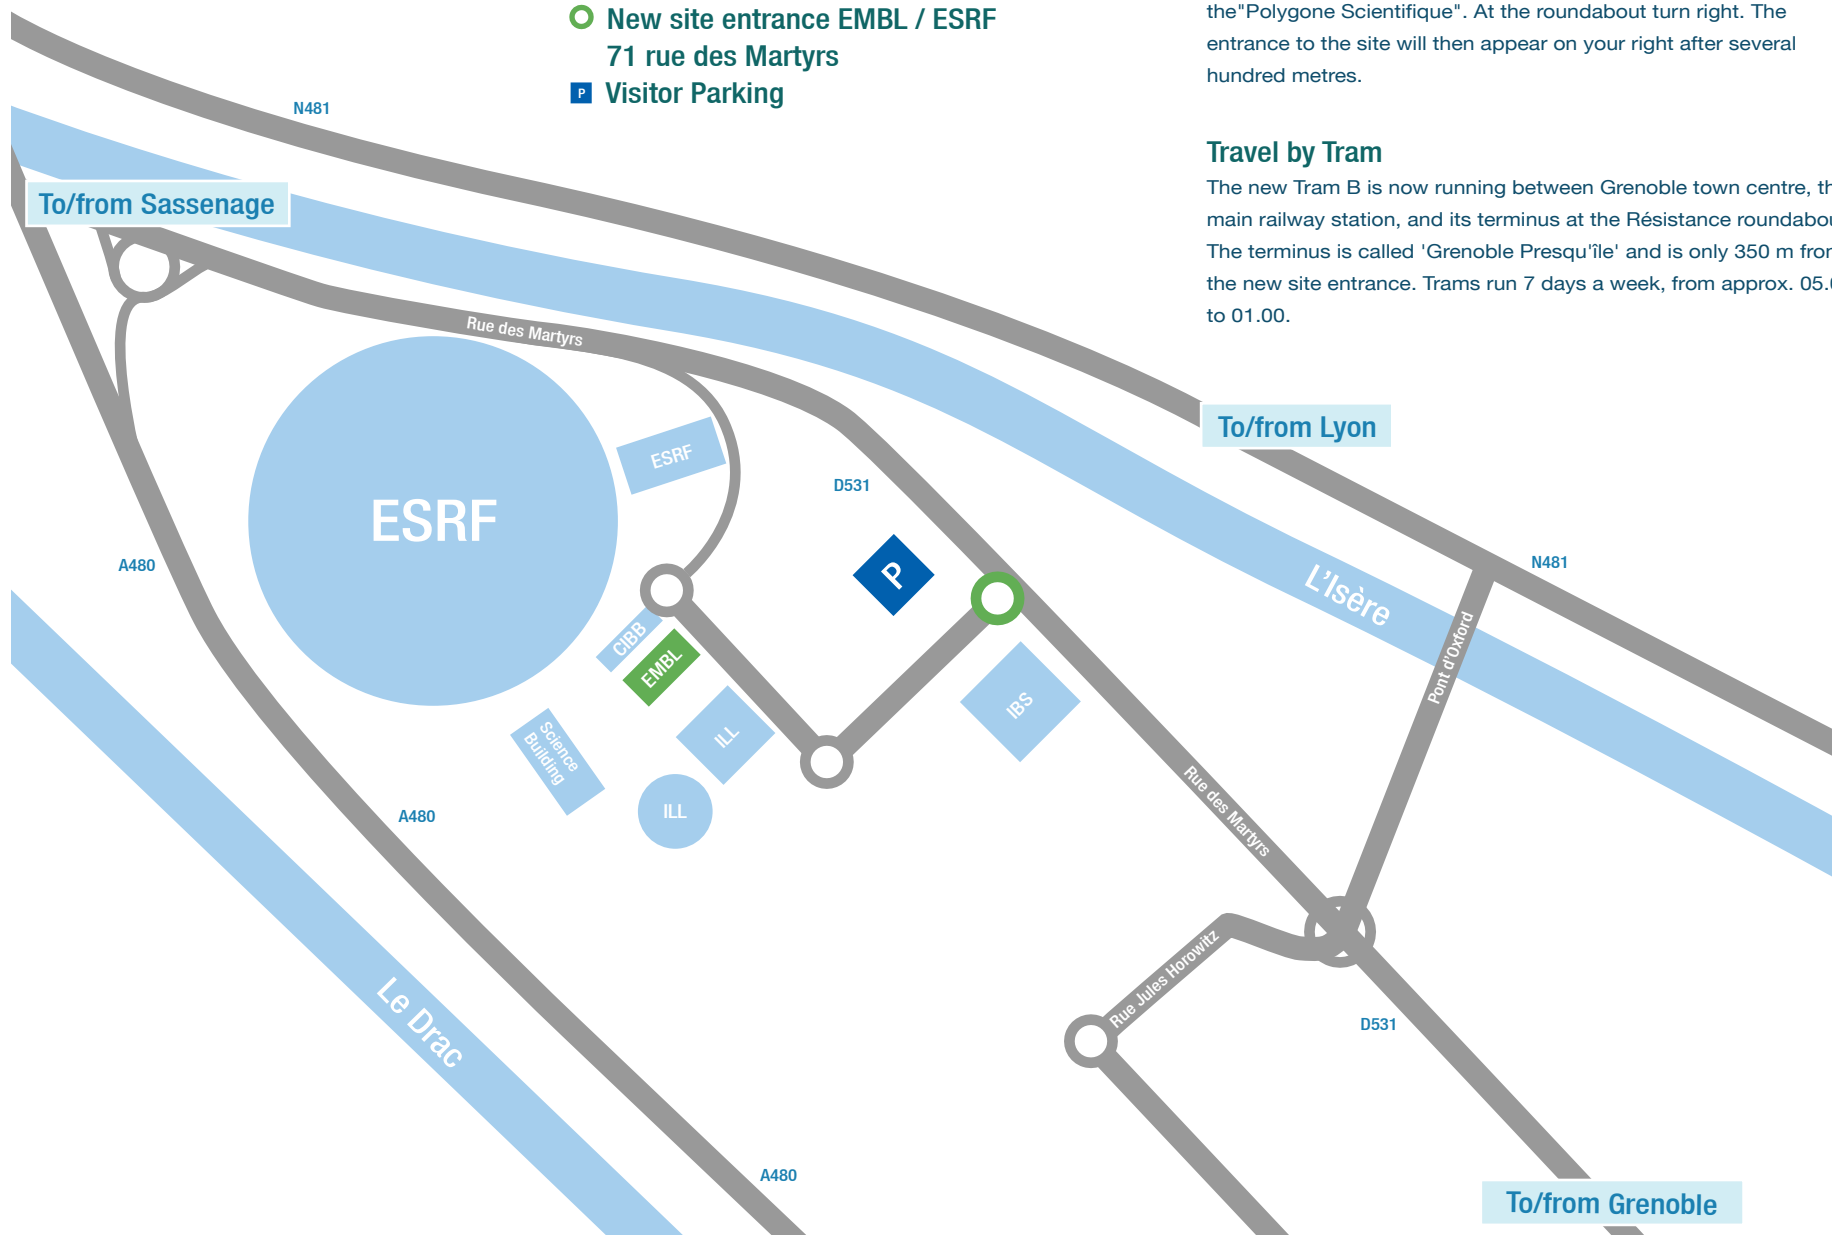 New site entrance EMBL / ESRF
71 rue des Martyrs
P Visitor Parking
the"Polygone Scientifique". At the roundabout turn right. The
entrance to the site will then appear on your right after several
hundred metres.
Travel by Tram
The new Tram B is now running between Grenoble town centre,
main railway station, and its terminus at the Résistance
The terminus is called 'Grenoble Presqu'île' and is only 350 m
the new site entrance. Trams run 7 days a week, from approx.
to 01.00.
N481
To/from Sassenage
Rue des Martyrs
To/from Lyon
ESRF
D531
ESRF
A480
P
N481
L'Isère
Pont d'Oxford
CIBB
EMBL
IBS
ILL
Science
Building
ILL
A480
Rue des Martyrs
Rue Jules Horowitz
Le Drac
D531
A480
To/from Grenoble